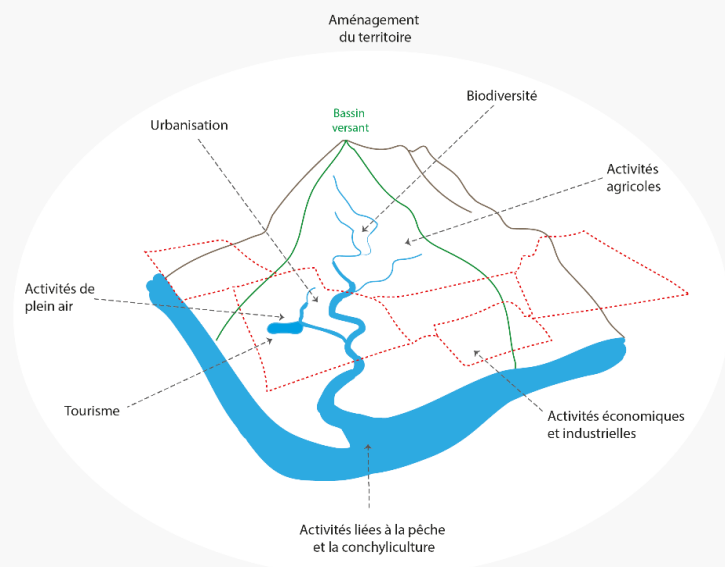 Aménagement
du territoire
Biodiversité
Bassin
versant
Urbanisation
Activités
agricoles
Activités de
plein air
Tourisme
Activités économiques
et industrielles
Activités liées à la pêche
et la conchyliculture